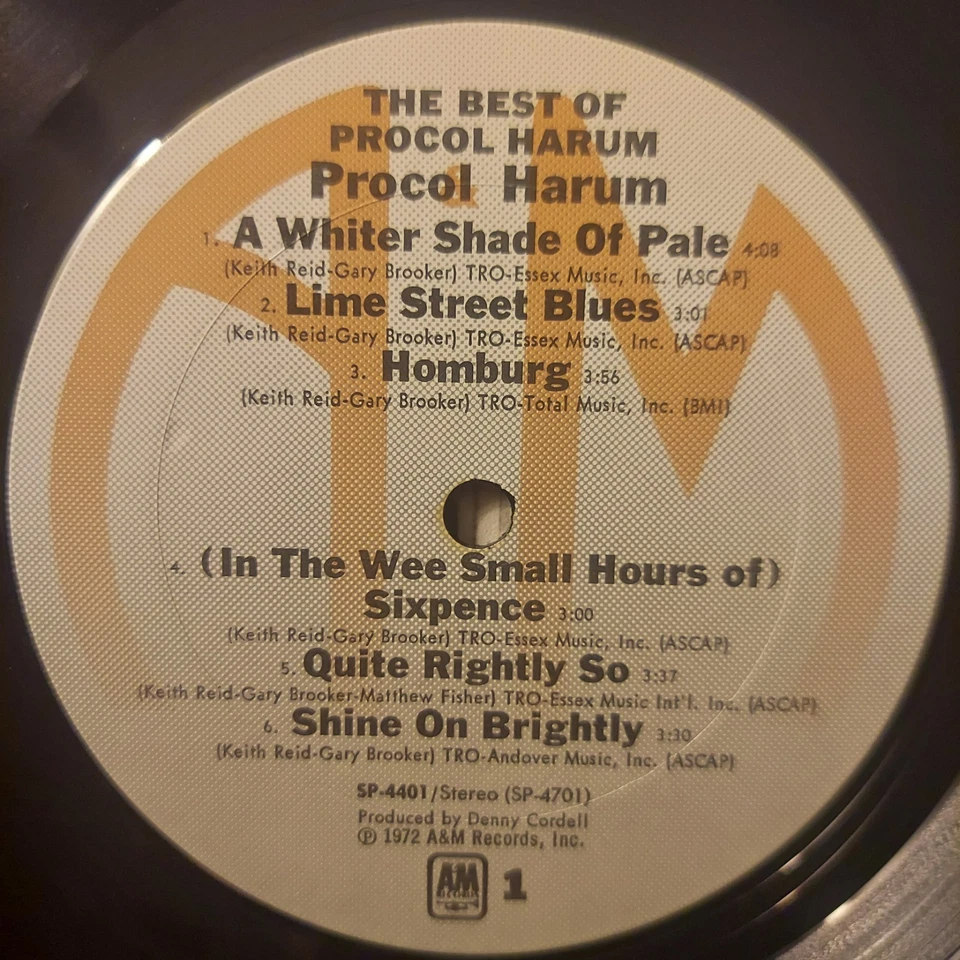 THE BEST OF
PROCOL HARUM
Procol Harum
1. A Whiter Shade Of Pale 4:08
(Keith Reid-Gary Brooker) TRO-Essex Music, Inc. (ASCAP)
2. Lime Street Blues 3:01
(Keith Reid-Gary Brooker) TRO-Essex Music, Inc. (ASCAP)
3. Homburg 3:56
(Keith Reid-Gary Brooker) TRO-Total Music, Inc. (BMI)
4. (In The Wee Small Hours of)
Sixpence 3:00
(Keith Reid-Gary Brooker) TRO-Essex Music, Inc. (ASCAP)
5. Quite Rightly So 3:37
(Keith Reid-Gary Brooker-Matthew Fisher) TRO-Essex Music Int'l. Inc. (ASCAP)
6. Shine On Brightly 3:30
(Keith Reid-Gary Brooker) TRO-Andover Music, Inc. (ASCAP)
SP-4401/Stereo (SP-4701)
Produced by Denny Cordell
℗ 1972 A&M Records, Inc.
AM RECORDS 1